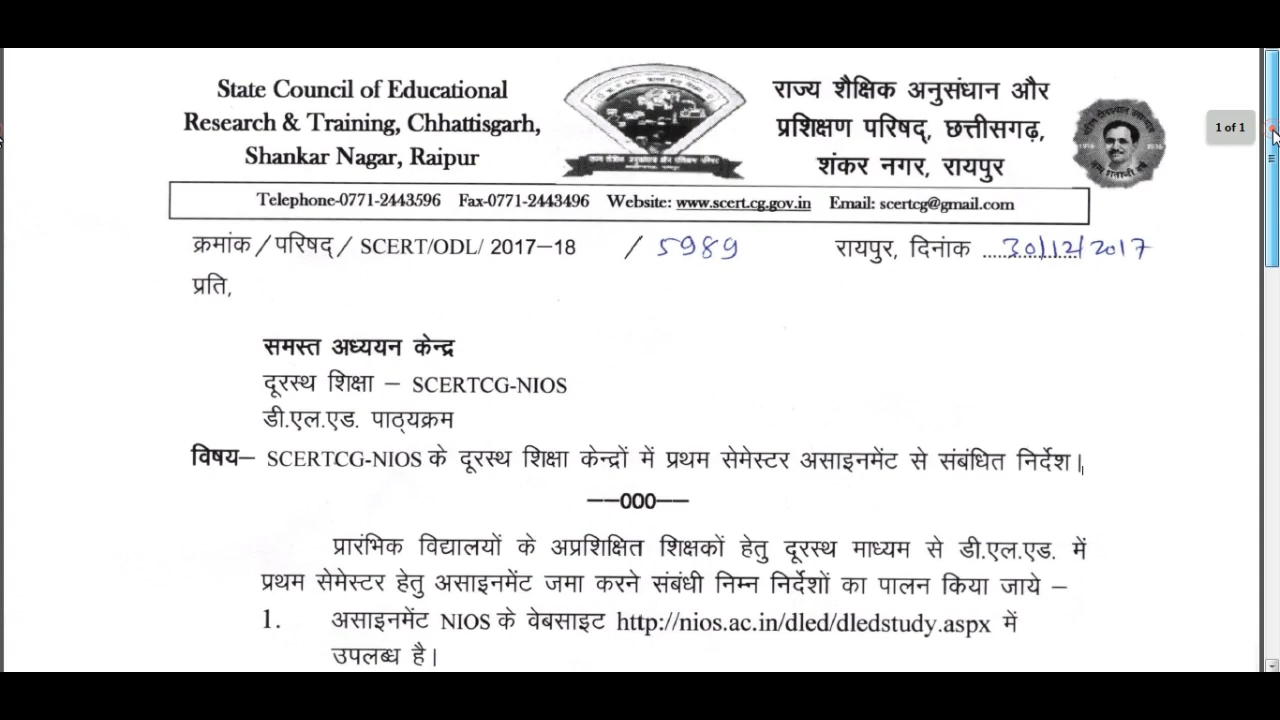 State Council of Educational
Research & Training, Chhattisgarh,
Shankar Nagar, Raipur
राज्य शैक्षिक अनुसंधान और
प्रशिक्षण परिषद्, छत्तीसगढ़,
शंकर नगर, रायपुर
1 of 1
Telephone-0771-2443596 Fax-0771-2443496 Website: www.scert.cg.gov.in Email: scertcg@gmail.com
क्रमांक / परिषद् / SCERT/ODL/ 2017–18 / 5989 रायपुर, दिनांक ..................30/12/2017
प्रति,
समस्त अध्ययन केन्द्र
दूरस्थ शिक्षा – SCERTCG-NIOS
डी.एल.एड. पाठ्यक्रम
विषय– SCERTCG-NIOS के दूरस्थ शिक्षा केन्द्रों में प्रथम सेमेस्टर असाइनमेंट से संबंधित निर्देश।
––000––
प्रारंभिक विद्यालयों के अप्रशिक्षित शिक्षकों हेतु दूरस्थ माध्यम से डी.एल.एड. में
प्रथम सेमेस्टर हेतु असाइनमेंट जमा करने संबंधी निम्न निर्देशों का पालन किया जाये –
1. असाइनमेंट NIOS के वेबसाइट http://nios.ac.in/dled/dledstudy.aspx में
उपलब्ध है।